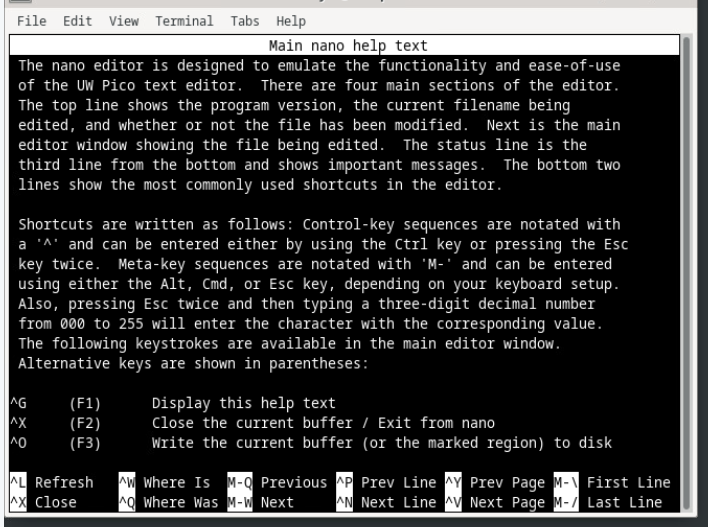 File Edit View Terminal Tabs Help
Main nano help text
The nano editor is designed to emulate the functionality and ease-of-use
of the UW Pico text editor.  There are four main sections of the editor.
The top line shows the program version, the current filename being
edited, and whether or not the file has been modified.  Next is the main
editor window showing the file being edited.  The status line is the
third line from the bottom and shows important messages.  The bottom two
lines show the most commonly used shortcuts in the editor.
Shortcuts are written as follows: Control-key sequences are notated with
a '^' and can be entered either by using the Ctrl key or pressing the Esc
key twice.  Meta-key sequences are notated with 'M-' and can be entered
using either the Alt, Cmd, or Esc key, depending on your keyboard setup.
Also, pressing Esc twice and then typing a three-digit decimal number
from 000 to 255 will enter the character with the corresponding value.
The following keystrokes are available in the main editor window.
Alternative keys are shown in parentheses:
^G (F1) Display this help text
^X (F2) Close the current buffer / Exit from nano
^O (F3) Write the current buffer (or the marked region) to disk
^L Refresh ^W Where Is M-Q Previous ^P Prev Line ^Y Prev Page M-\ First Line
^X Close ^Q Where Was M-W Next ^N Next Line ^V Next Page M-/ Last Line